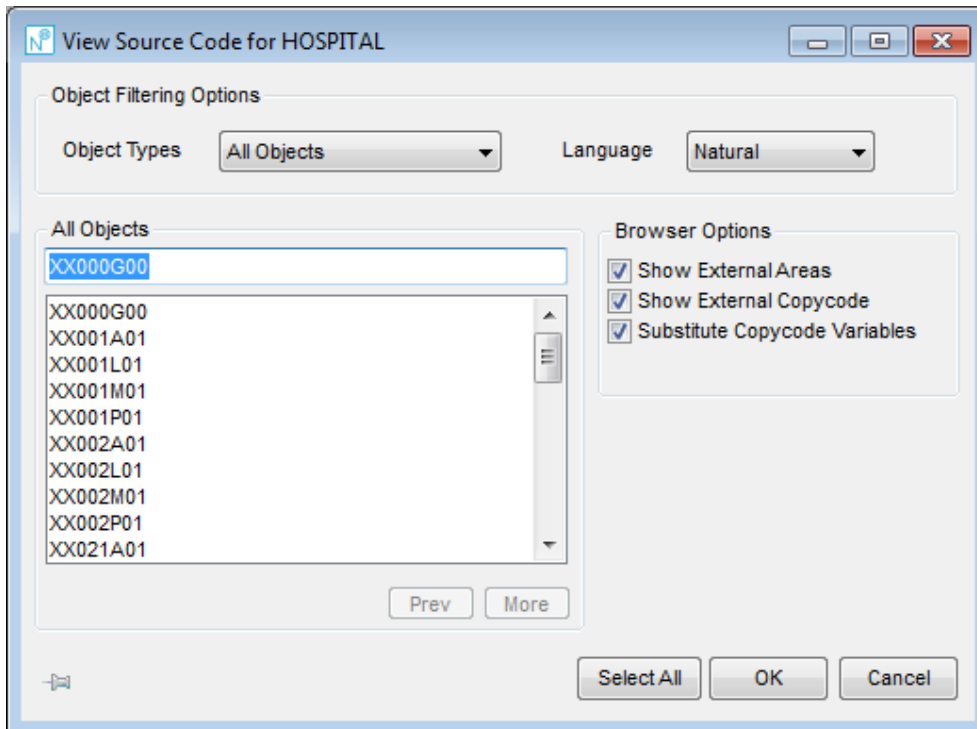 View Source Code for HOSPITAL
Object Filtering Options
Object Types All Objects Language Natural
All Objects
XX000G00
XX000G00
XX001A01
XX001L01
XX001M01
XX001P01
XX002A01
XX002L01
XX002M01
XX002P01
XX021A01
Prev More
Browser Options
Show External Areas
Show External Copycode
Substitute Copycode Variables
Select All OK Cancel